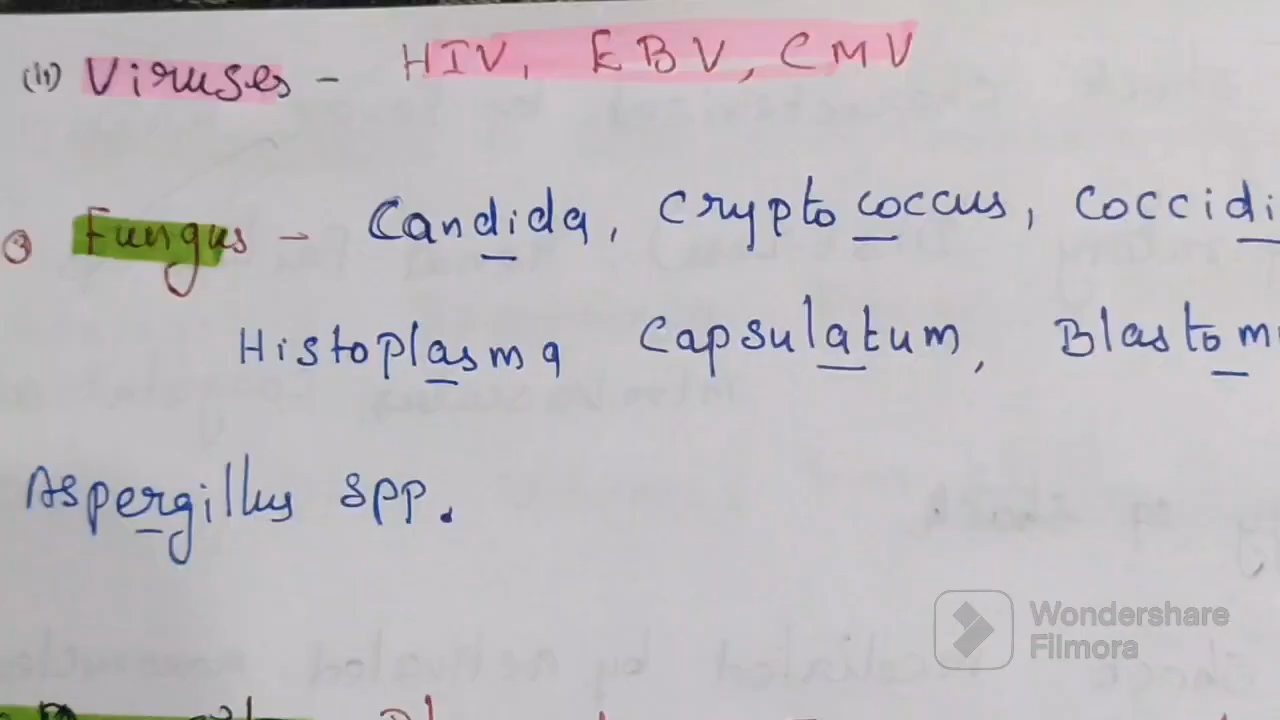 (ii) Viruses - HIV, EBV, CMV
③ Fungus - Candida, Cryptococcus, Coccidi
Histoplasma Capsulatum, Blastom
Aspergillus spp.
Wondershare
Filmora